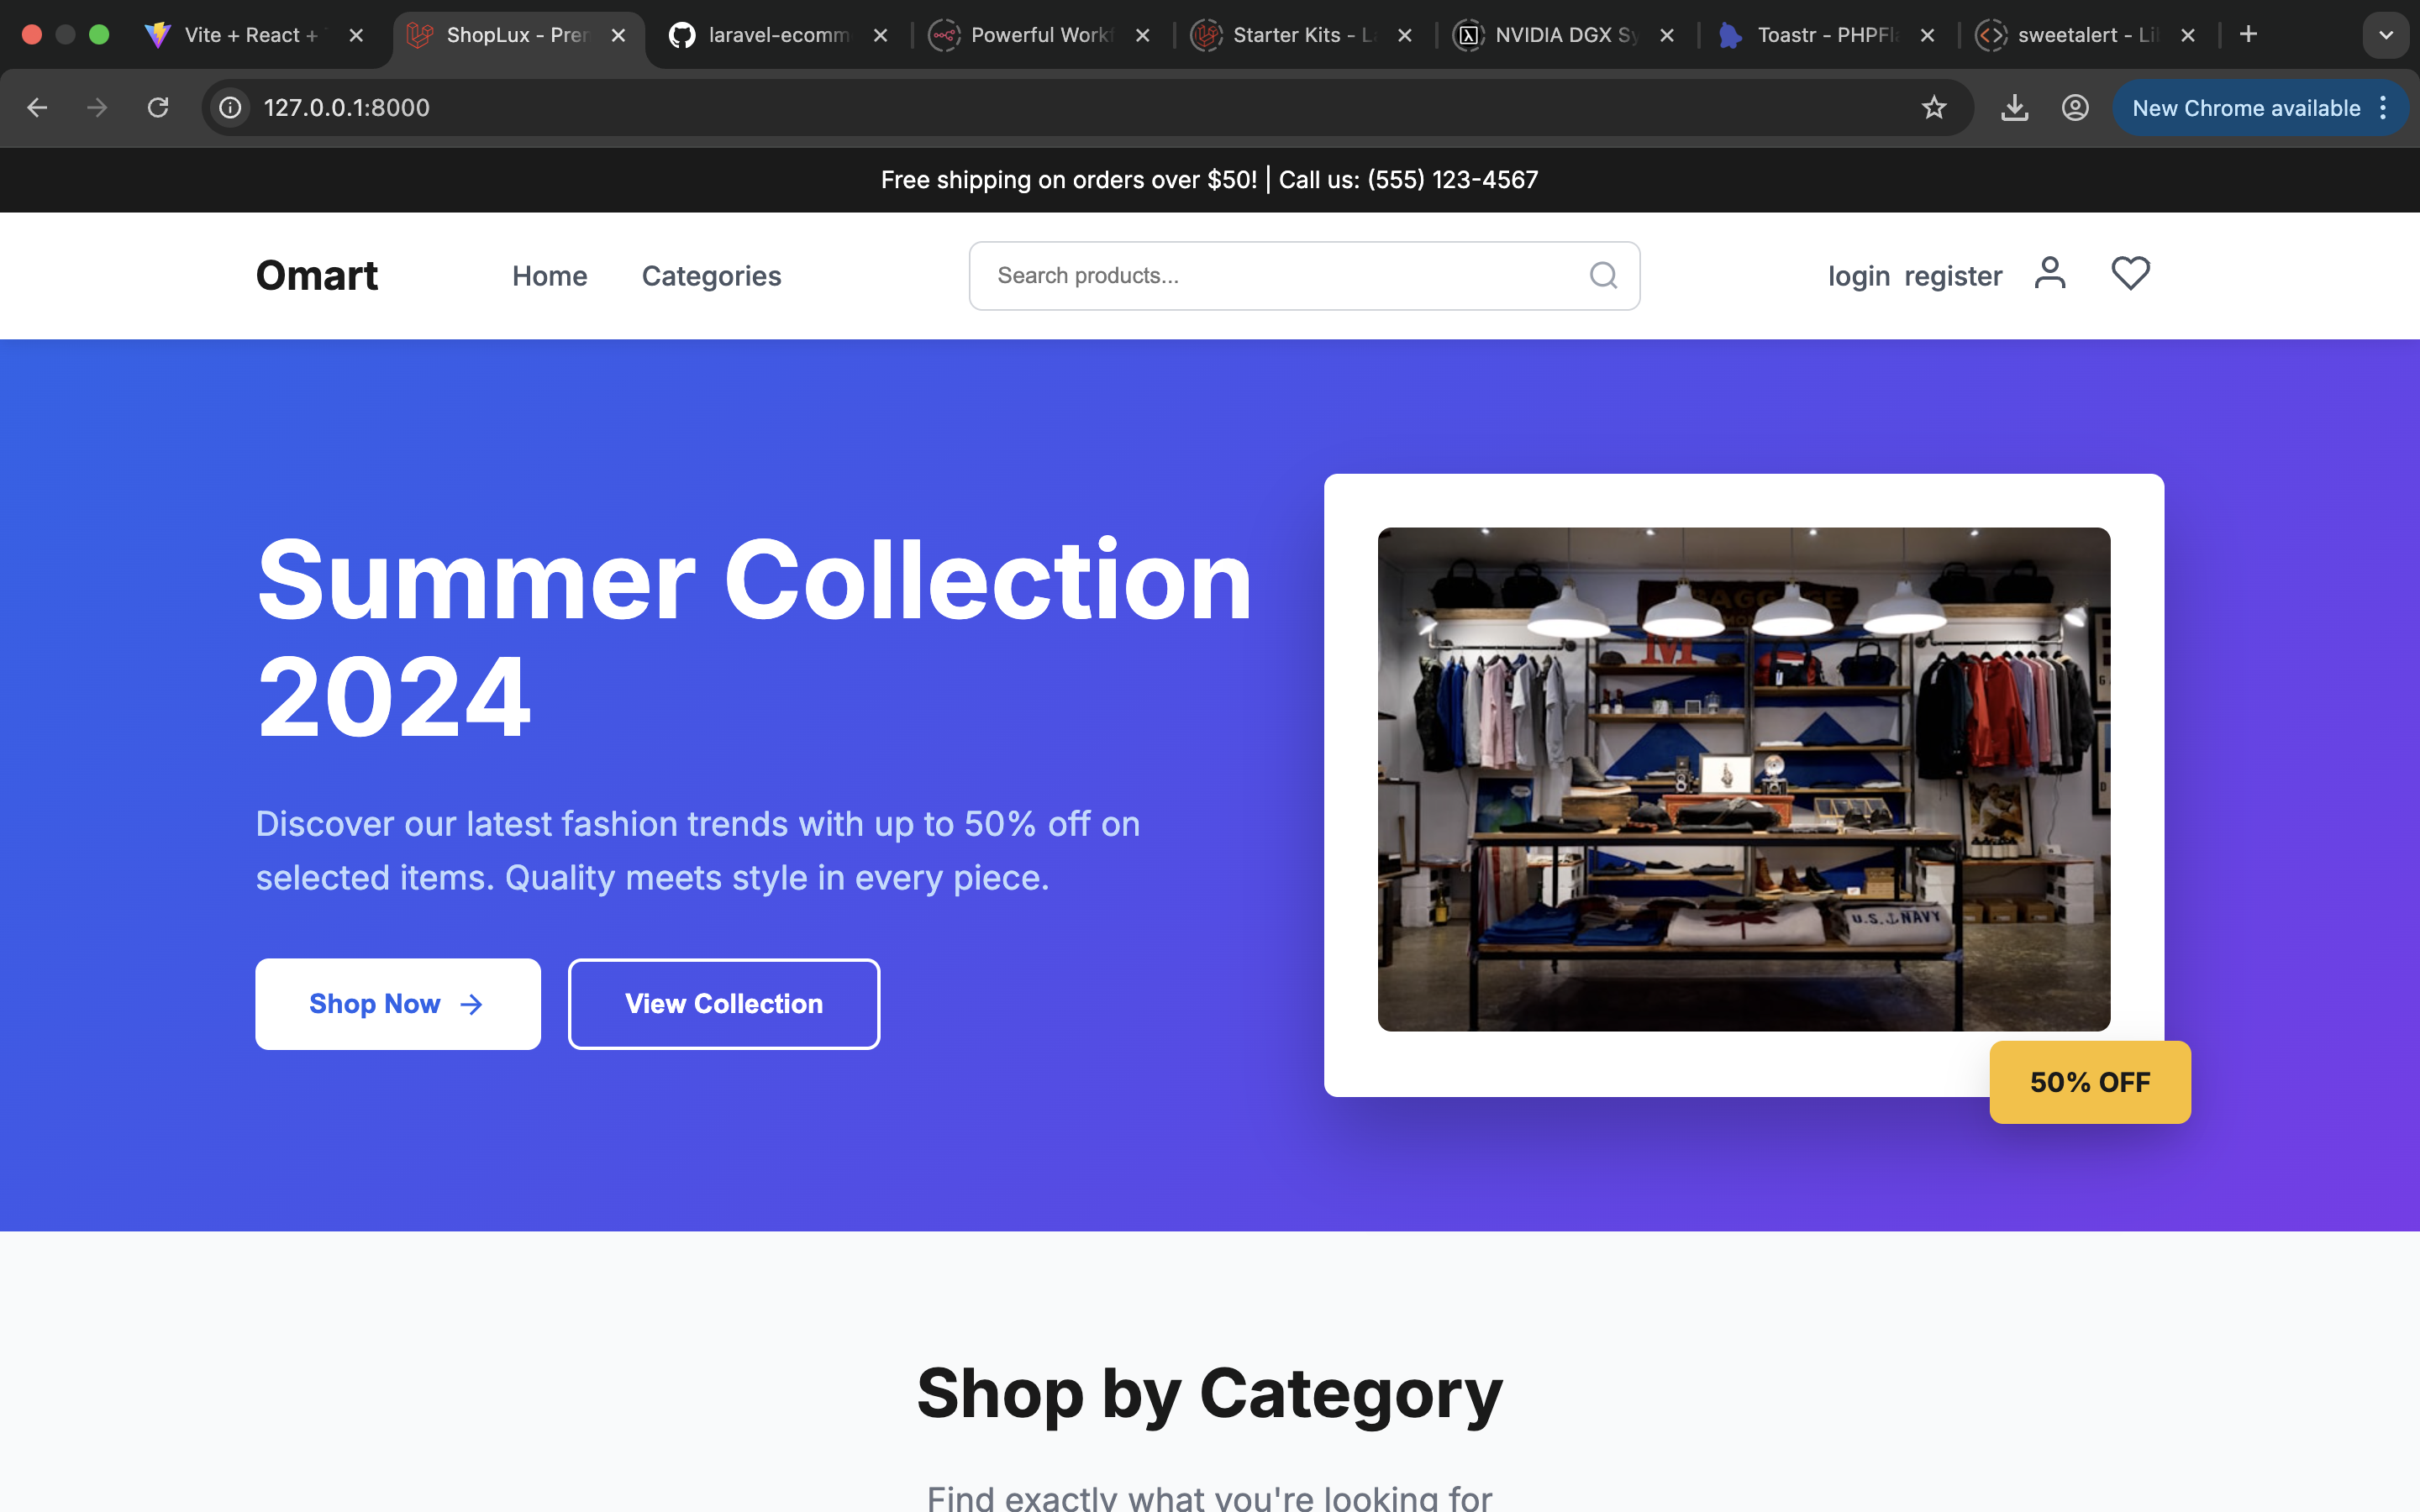 Vite + React +
ShopLux - Prer
laravel-ecomm
Powerful Workf
Starter Kits - L
NVIDIA DGX Sy
Toastr - PHPFl
sweetalert - Li
127.0.0.1:8000
New Chrome available
Free shipping on orders over $50! | Call us: (555) 123-4567
Omart
Home
Categories
Search products...
login
register
Summer Collection
2024
Discover our latest fashion trends with up to 50% off on
selected items. Quality meets style in every piece.
Shop Now →
View Collection
M
U.S. NAVY
50% OFF
Shop by Category
Find exactly what you're looking for